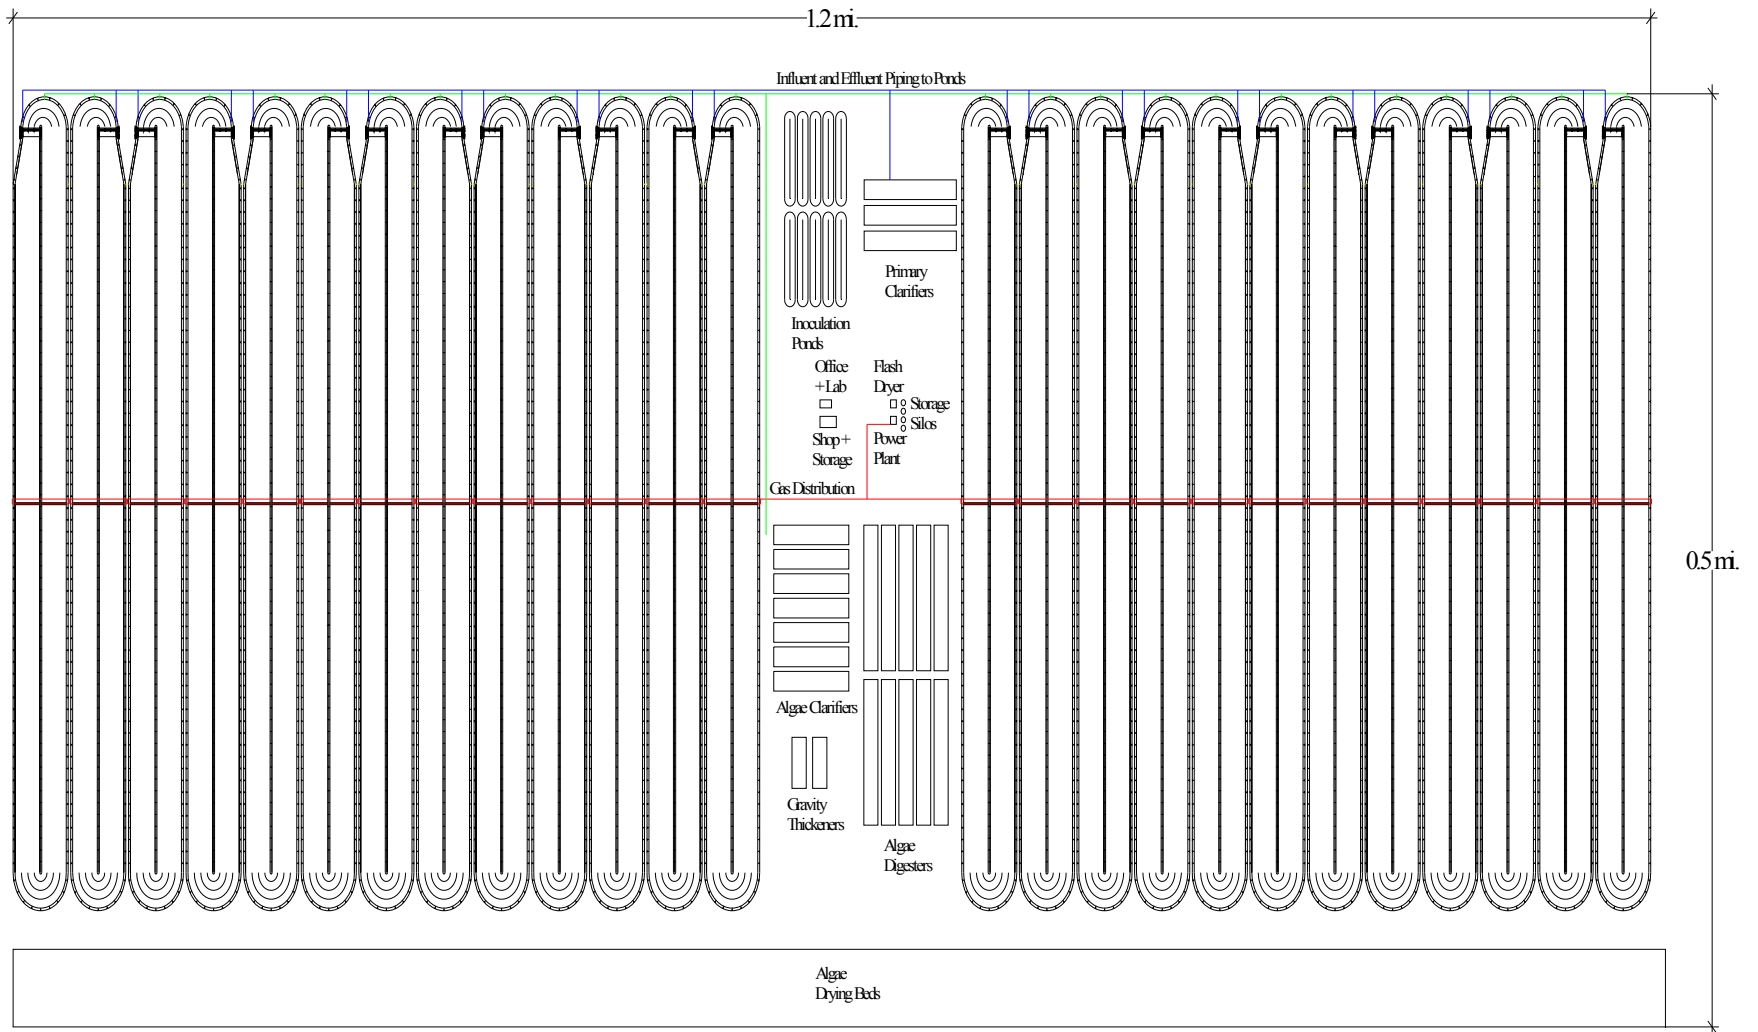 1.2 mi.
Influent and Effluent Piping to Ponds
Primary
Clarifiers
Inoculation
Ponds
Office
+ Lab
Flash
Dryer
Storage
Silos
Shop +
Storage
Power
Plant
Gas Distribution
0.5 mi.
Algae Clarifiers
Gravity
Thickeners
Algae
Digesters
Algae
Drying Beds